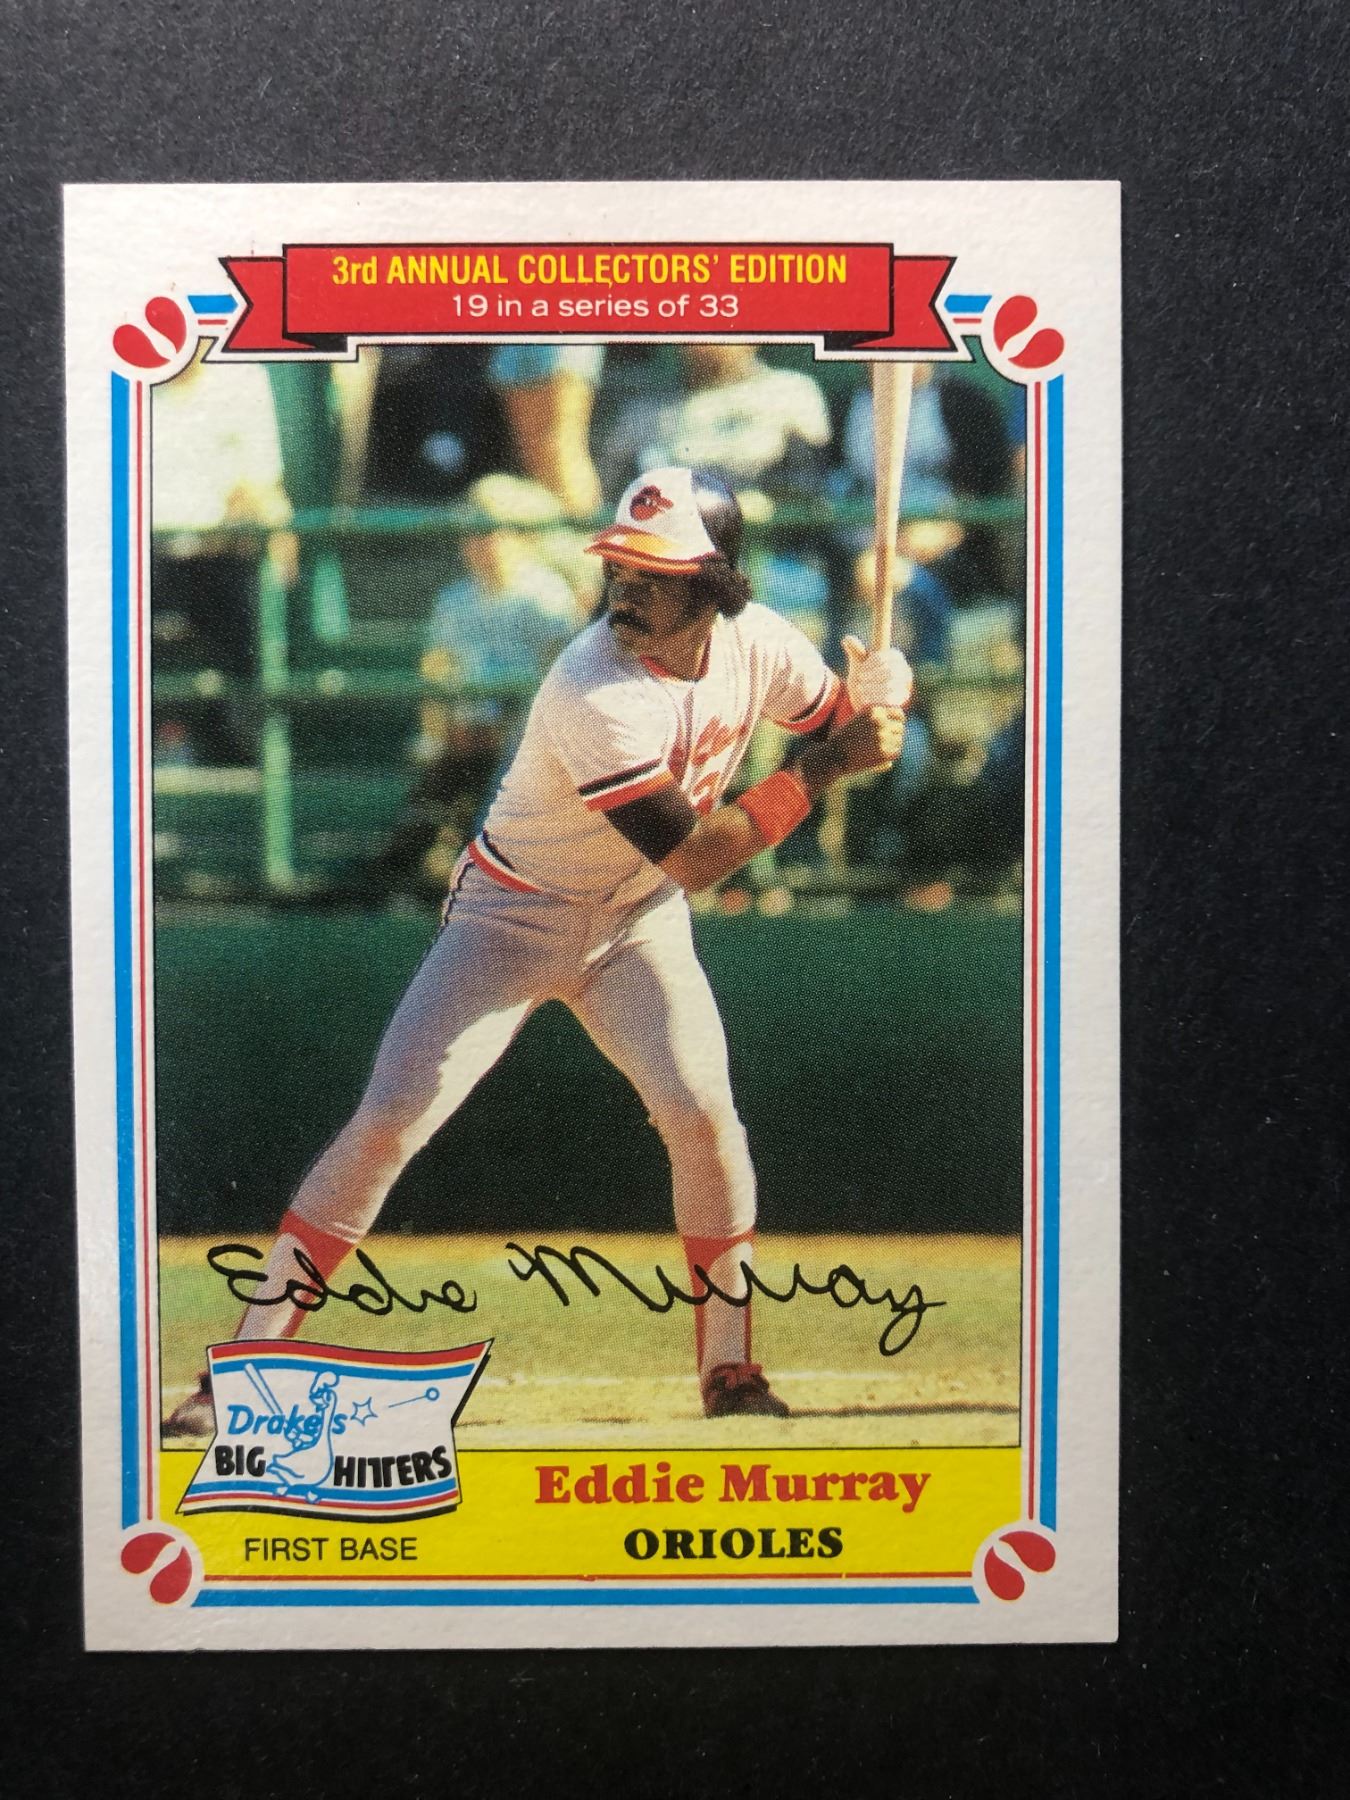 3rd ANNUAL COLLECTORS' EDITION
19 in a series of 33
Eddie Murray
Drake's
BIG HITTERS
Eddie Murray
FIRST BASE
ORIOLES